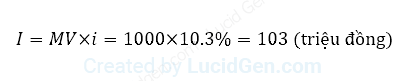 I = MV×i = 1000×10.3% = 103 (triệu đồng)
Created by LucidGen.com